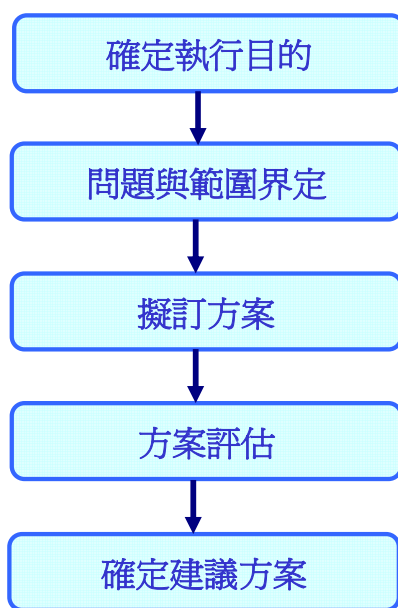 確定執行目的
問題與範圍界定
擬訂方案
方案評估
確定建議方案